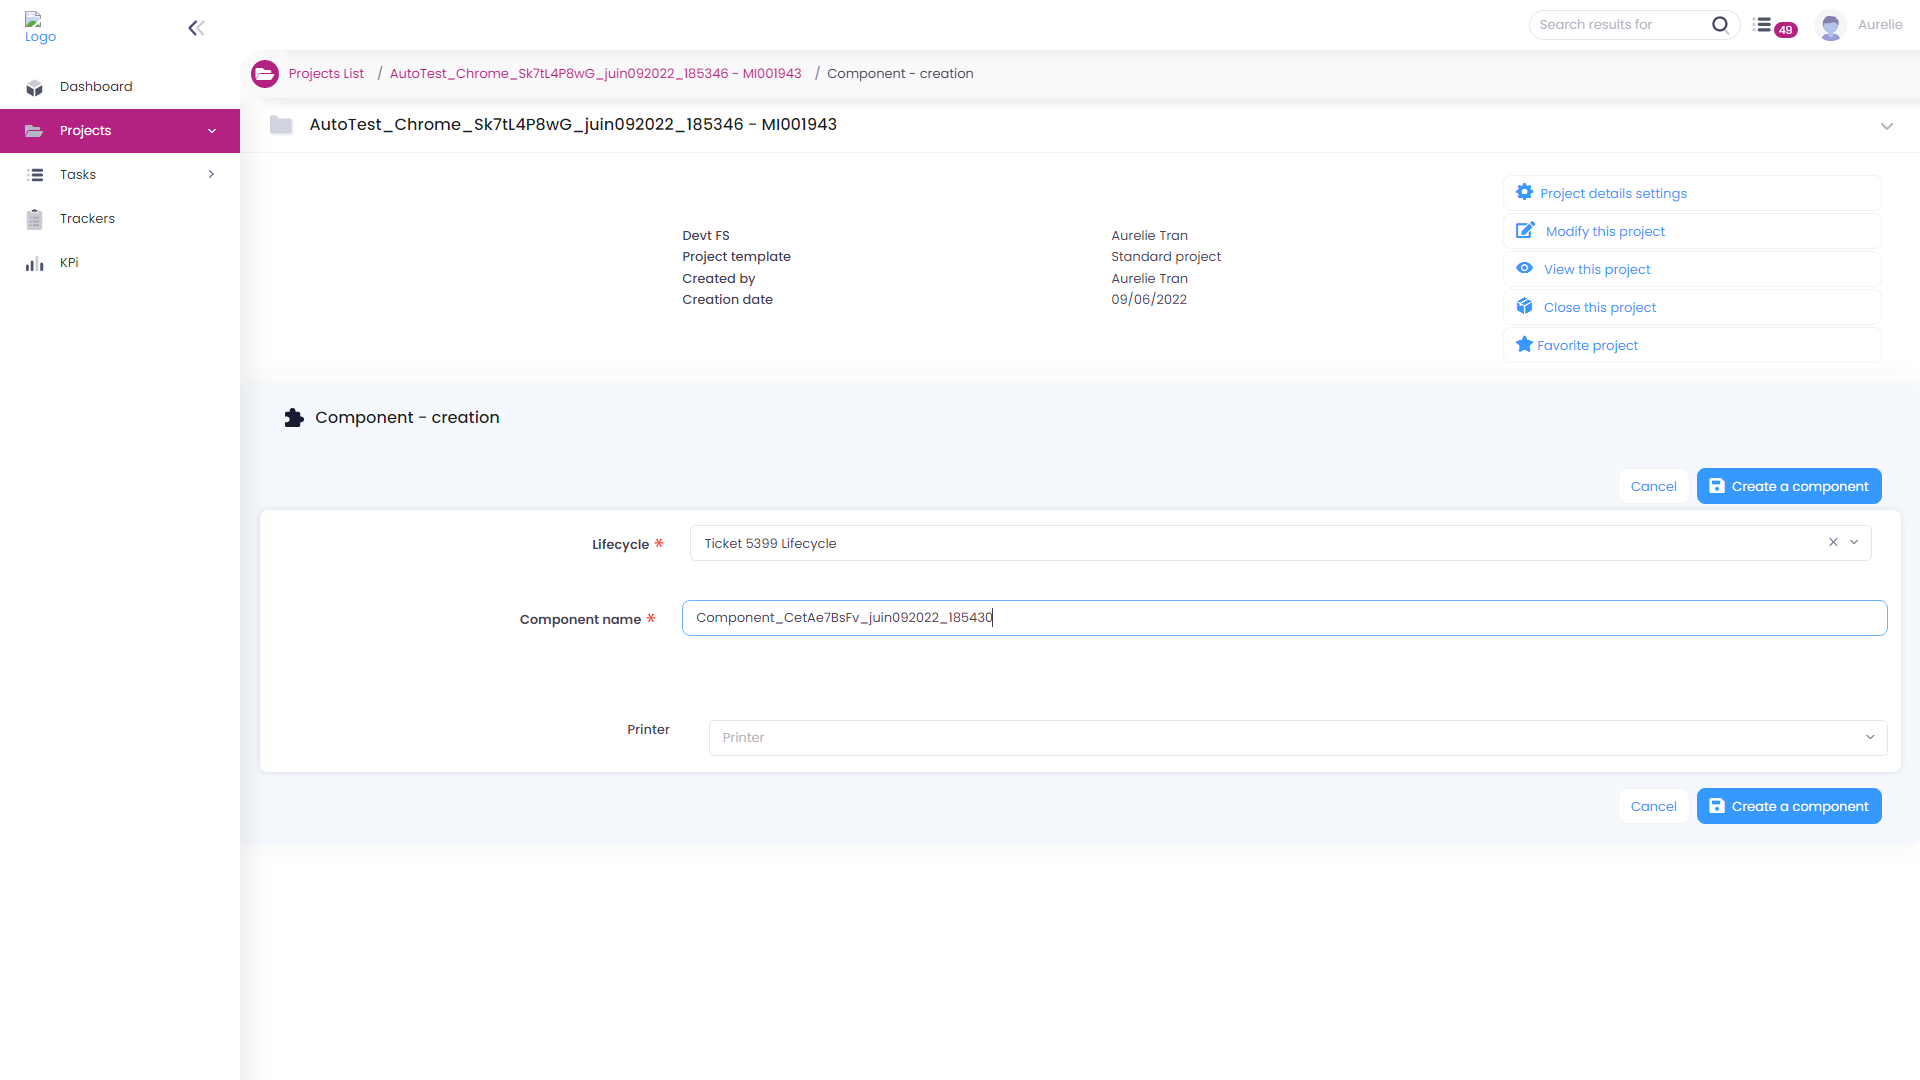 Logo
Search results for
49
Aurelie
Dashboard
Projects
Tasks
Trackers
KPi
Projects List / AutoTest_Chrome_Sk7tL4P8wG_juin092022_185346 - MI001943 / Component - creation
AutoTest_Chrome_Sk7tL4P8wG_juin092022_185346 - MI001943
Devt FS Aurelie Tran
Project template Standard project
Created by Aurelie Tran
Creation date 09/06/2022
Project details settings
Modify this project
View this project
Close this project
Favorite project
Component - creation
Cancel Create a component
Lifecycle * Ticket 5399 Lifecycle
Component name * Component_CetAe7BsFv_juin092022_185430
Printer Printer
Cancel Create a component